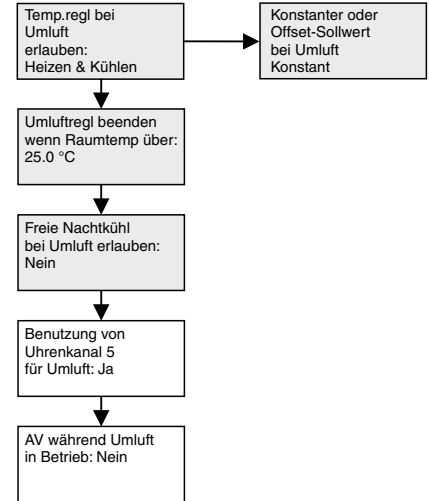 Temp.regl bei
Umluft
erlauben:
Heizen & Kühlen
Konstanter oder
Offset-Sollwert
bei Umluft
Konstant
Umluftregl beenden
wenn Raumtemp über:
25.0 °C
Freie Nachtkühl
bei Umluft erlauben:
Nein
Benutzung von
Uhrenkanal 5
für Umluft: Ja
AV während Umluft
in Betrieb: Nein